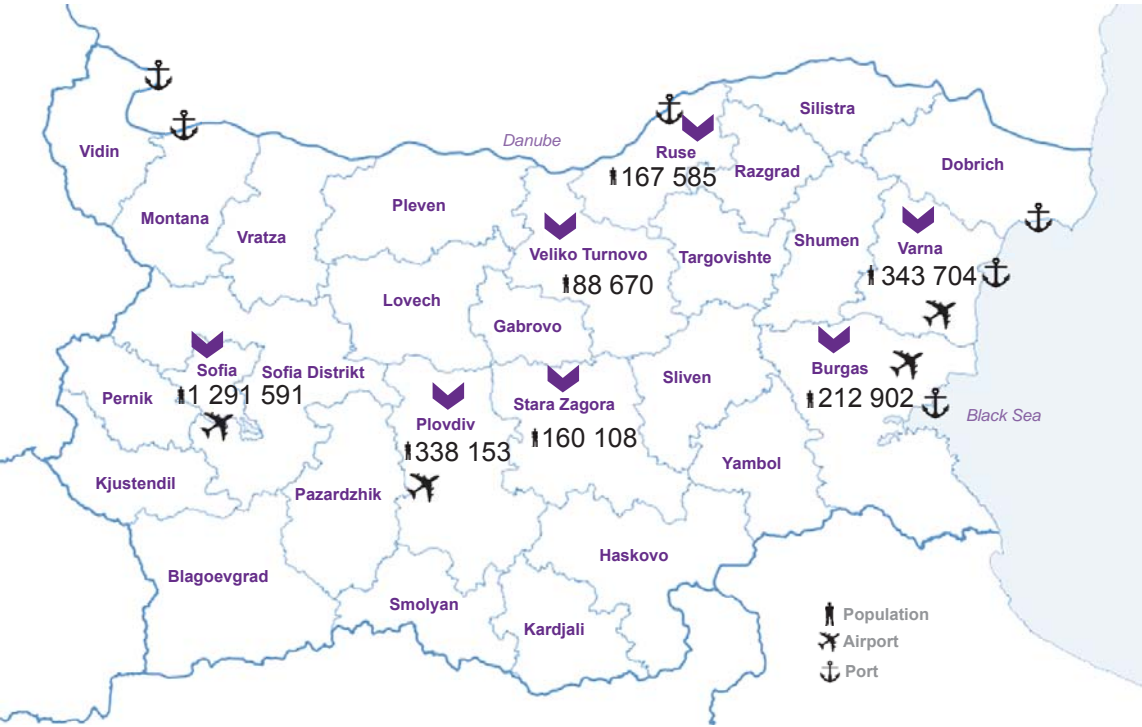 Silistra
Danube
Vidin
Ruse
167 585
Razgrad
Dobrich
Pleven
Montana
Vratza
Veliko Turnovo
88 670
Targovishte
Shumen
Varna
343 704
Lovech
Gabrovo
Sofia
1 291 591
Sofia Distrikt
Pernik
Plovdiv
338 153
Stara Zagora
160 108
Sliven
Burgas
212 902
Black Sea
Yambol
Kjustendil
Pazardzhik
Haskovo
Blagoevgrad
Smolyan
Kardjali
Population
Airport
Port